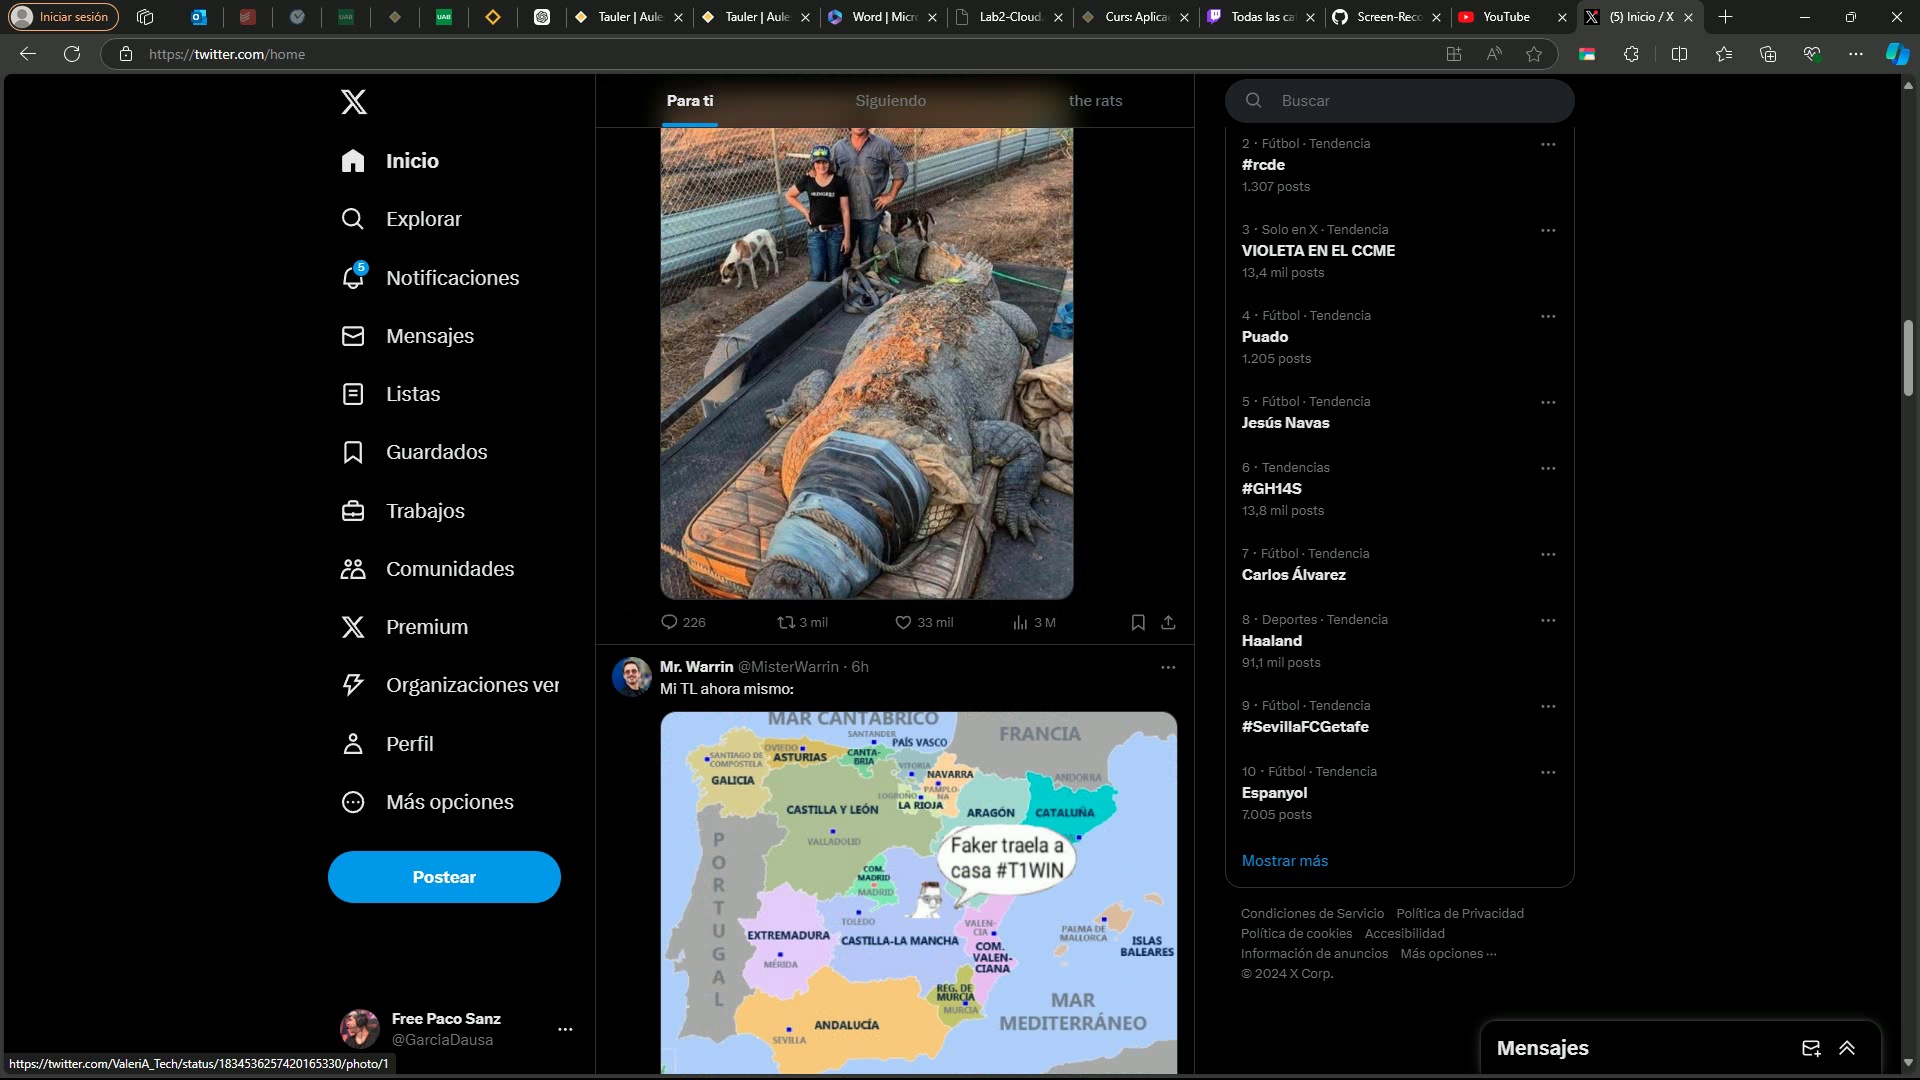 Iniciar sesión
Tauler | Aule
Tauler | Aule
Word | Micr
Lab2-Cloud.
Curs: Aplica
Todas las ca
Screen-Reco
YouTube
(5) Inicio / X
https://twitter.com/home
Inicio
Explorar
5
Notificaciones
Mensajes
Listas
Guardados
Trabajos
Comunidades
Premium
Organizaciones ver
Perfil
Más opciones
Postear
Free Paco Sanz
@GarciaDausa
https://twitter.com/ValeriA_Tech/status/1834536257420165330/photo/1
Para ti
Siguiendo
the rats
226
3 mil
33 mil
3 M
Mr. Warrin @MisterWarrin · 6h
Mi TL ahora mismo:
MAR CANTÁBRICO
FRANCIA
SANTANDER
PAÍS VASCO
OVIEDO
ASTURIAS
CANTA-
BRIA
SANTIAGO DE
COMPOSTELA
VITORIA
GALICIA
NAVARRA
PAMPLO-
NA
ANDORRA
LOGROÑO
LA RIOJA
CASTILLA Y LEÓN
ARAGÓN
CATALUÑA
VALLADOLID
PORTUGAL
Faker traela a
casa #T1WIN
COM.
MADRID
MADRID
TOLEDO
EXTREMADURA
CASTILLA-LA MANCHA
VALEN-
CIA
COM.
VALEN-
CIANA
MÉRIDA
PALMA DE
MALLORCA
ISLAS
BALEARES
REG. DE
MURCIA
MURCIA
ANDALUCÍA
SEVILLA
MAR
MEDITERRÁNEO
Buscar
2 · Fútbol · Tendencia
#rcde
1.307 posts
3 · Solo en X · Tendencia
VIOLETA EN EL CCME
13,4 mil posts
4 · Fútbol · Tendencia
Puado
1.205 posts
5 · Fútbol · Tendencia
Jesús Navas
6 · Tendencias
#GH14S
13,8 mil posts
7 · Fútbol · Tendencia
Carlos Álvarez
8 · Deportes · Tendencia
Haaland
91,1 mil posts
9 · Fútbol · Tendencia
#SevillaFCGetafe
10 · Fútbol · Tendencia
Espanyol
7.005 posts
Mostrar más
Condiciones de Servicio Política de Privacidad
Política de cookies Accesibilidad
Información de anuncios Más opciones ···
© 2024 X Corp.
Mensajes